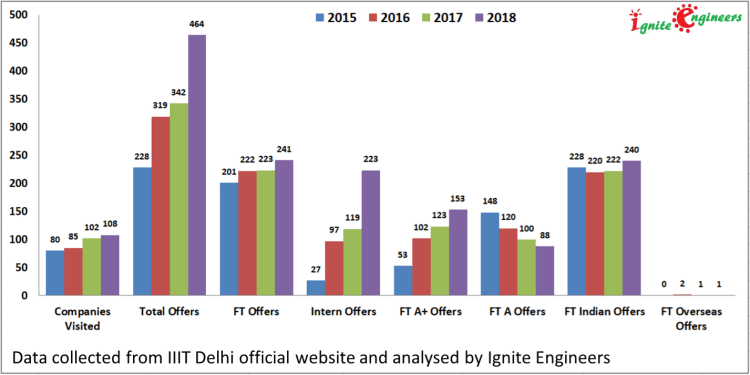 ignite engineers
2015 2016 2017 2018
500
450
400
350
300
250
200
150
100
50
0
80 85 102 108
228 319 342 464
201 222 223 241
27 97 119 223
53 102 123 153
148 120 100 88
228 220 222 240
0 2 1 1
Companies
Visited
Total Offers
FT Offers
Intern Offers
FT A+ Offers
FT A Offers
FT Indian Offers
FT Overseas
Offers
Data collected from IIIT Delhi official website and analysed by Ignite Engineers